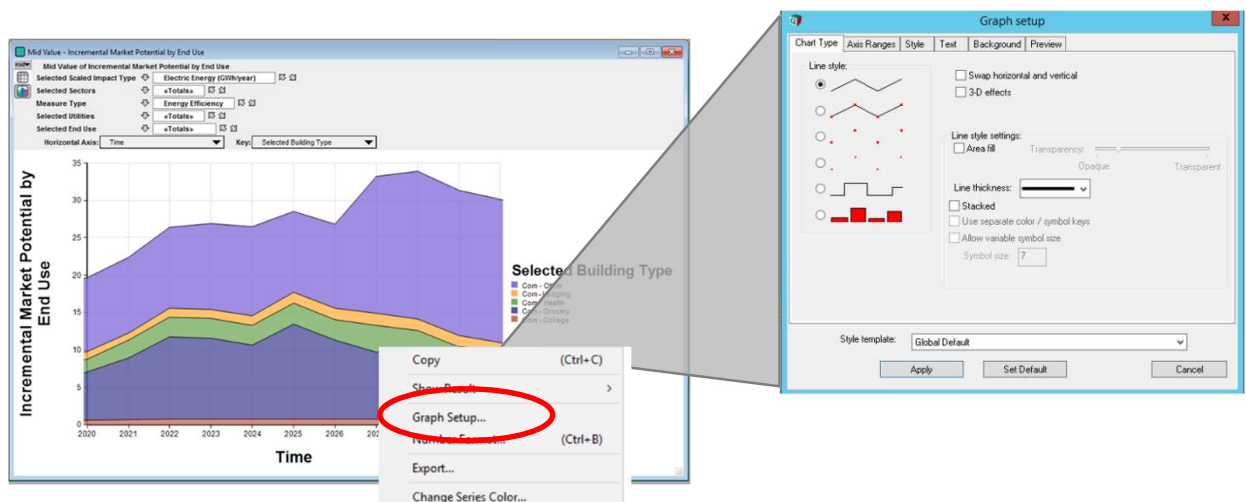 Mid Value - Incremental Market Potential by End Use
mid▾ Mid Value of Incremental Market Potential by End Use
Selected Scaled Impact Type Electric Energy (GWh/year)
Selected Sectors «Totals»
Measure Type Energy Efficiency
Selected Utilities «Totals»
Selected End Use «Totals»
Horizontal Axis: Time Key: Selected Building Type
Incremental Market Potential by
End Use
35
30
25
20
15
10
5
0
2020 2021 2022 2023 2024 2025 2026
Time
Selected Building Type
Com - Other
Com - Lodging
Com - Health
Com - Grocery
Com - College
Copy (Ctrl+C)
Show Result >
Graph Setup...
Number Format... (Ctrl+B)
Export...
Change Series Color...
Graph setup
x
Chart Type Axis Ranges Style Text Background Preview
Line style:
Swap horizontal and vertical
3-D effects
Line style settings:
Area fill Transparency:
Opaque Transparent
Line thickness:
Stacked
Use separate color / symbol keys
Allow variable symbol size
Symbol size: 7
Style template: Global Default
Apply Set Default Cancel